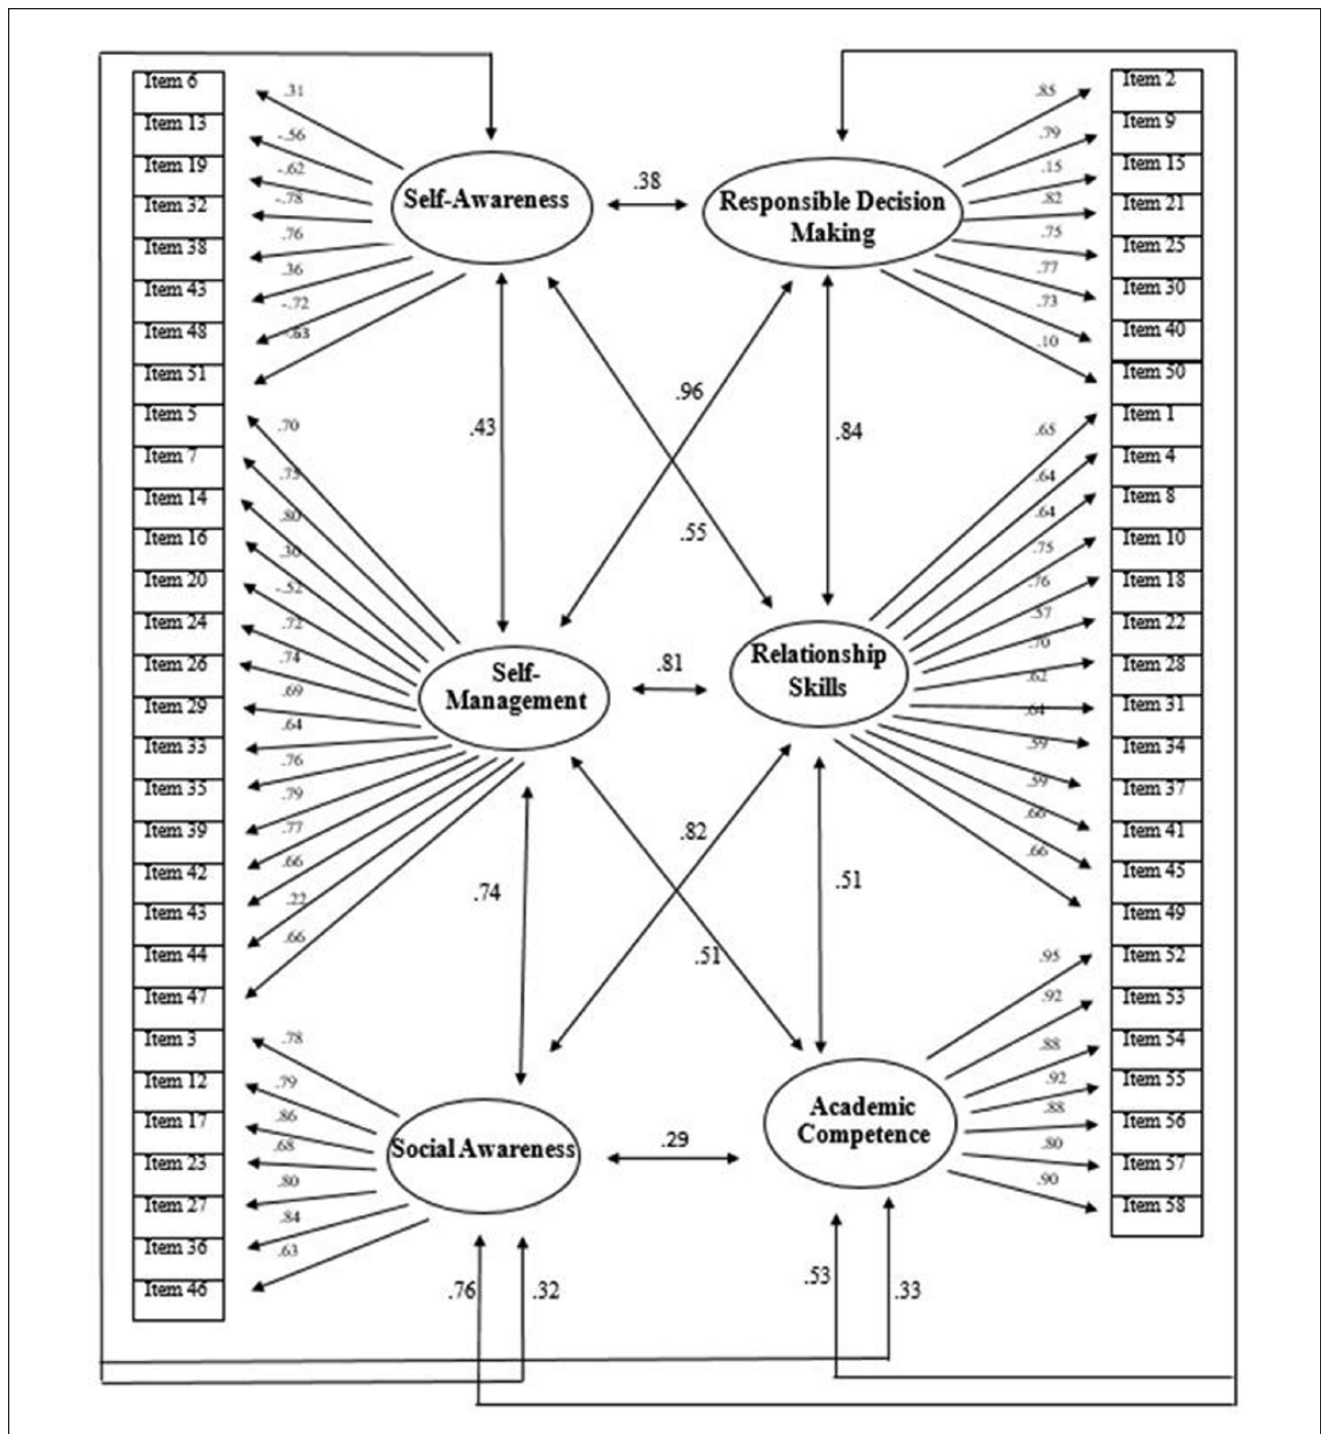 Item 6
Item 13
Item 19
Item 32
Item 38
Item 43
Item 48
Item 51
Item 5
Item 7
Item 14
Item 16
Item 20
Item 24
Item 26
Item 29
Item 33
Item 35
Item 39
Item 42
Item 43
Item 44
Item 47
Item 3
Item 12
Item 17
Item 23
Item 27
Item 36
Item 46
.31
-.56
-.62
-.78
.76
.36
-.72
-.63
.70
.75
.80
.30
-.52
.72
.74
.69
.64
.76
.79
.77
.66
.22
.66
.78
.79
.86
.68
.80
.84
.63
Self-Awareness
.38
Responsible Decision
Making
.43
.96
.55
.84
Self-
Management
.81
Relationship
Skills
.74
.82
.51
.51
Social Awareness
.29
Academic
Competence
.76
.32
.53
.33
.85
.79
.15
.82
.75
.77
.73
.10
.65
.64
.64
.75
.76
.57
.70
.62
.64
.59
.59
.66
.66
.95
.92
.88
.92
.88
.80
.90
Item 2
Item 9
Item 15
Item 21
Item 25
Item 30
Item 40
Item 50
Item 1
Item 4
Item 8
Item 10
Item 18
Item 22
Item 28
Item 31
Item 34
Item 37
Item 41
Item 45
Item 49
Item 52
Item 53
Item 54
Item 55
Item 56
Item 57
Item 58